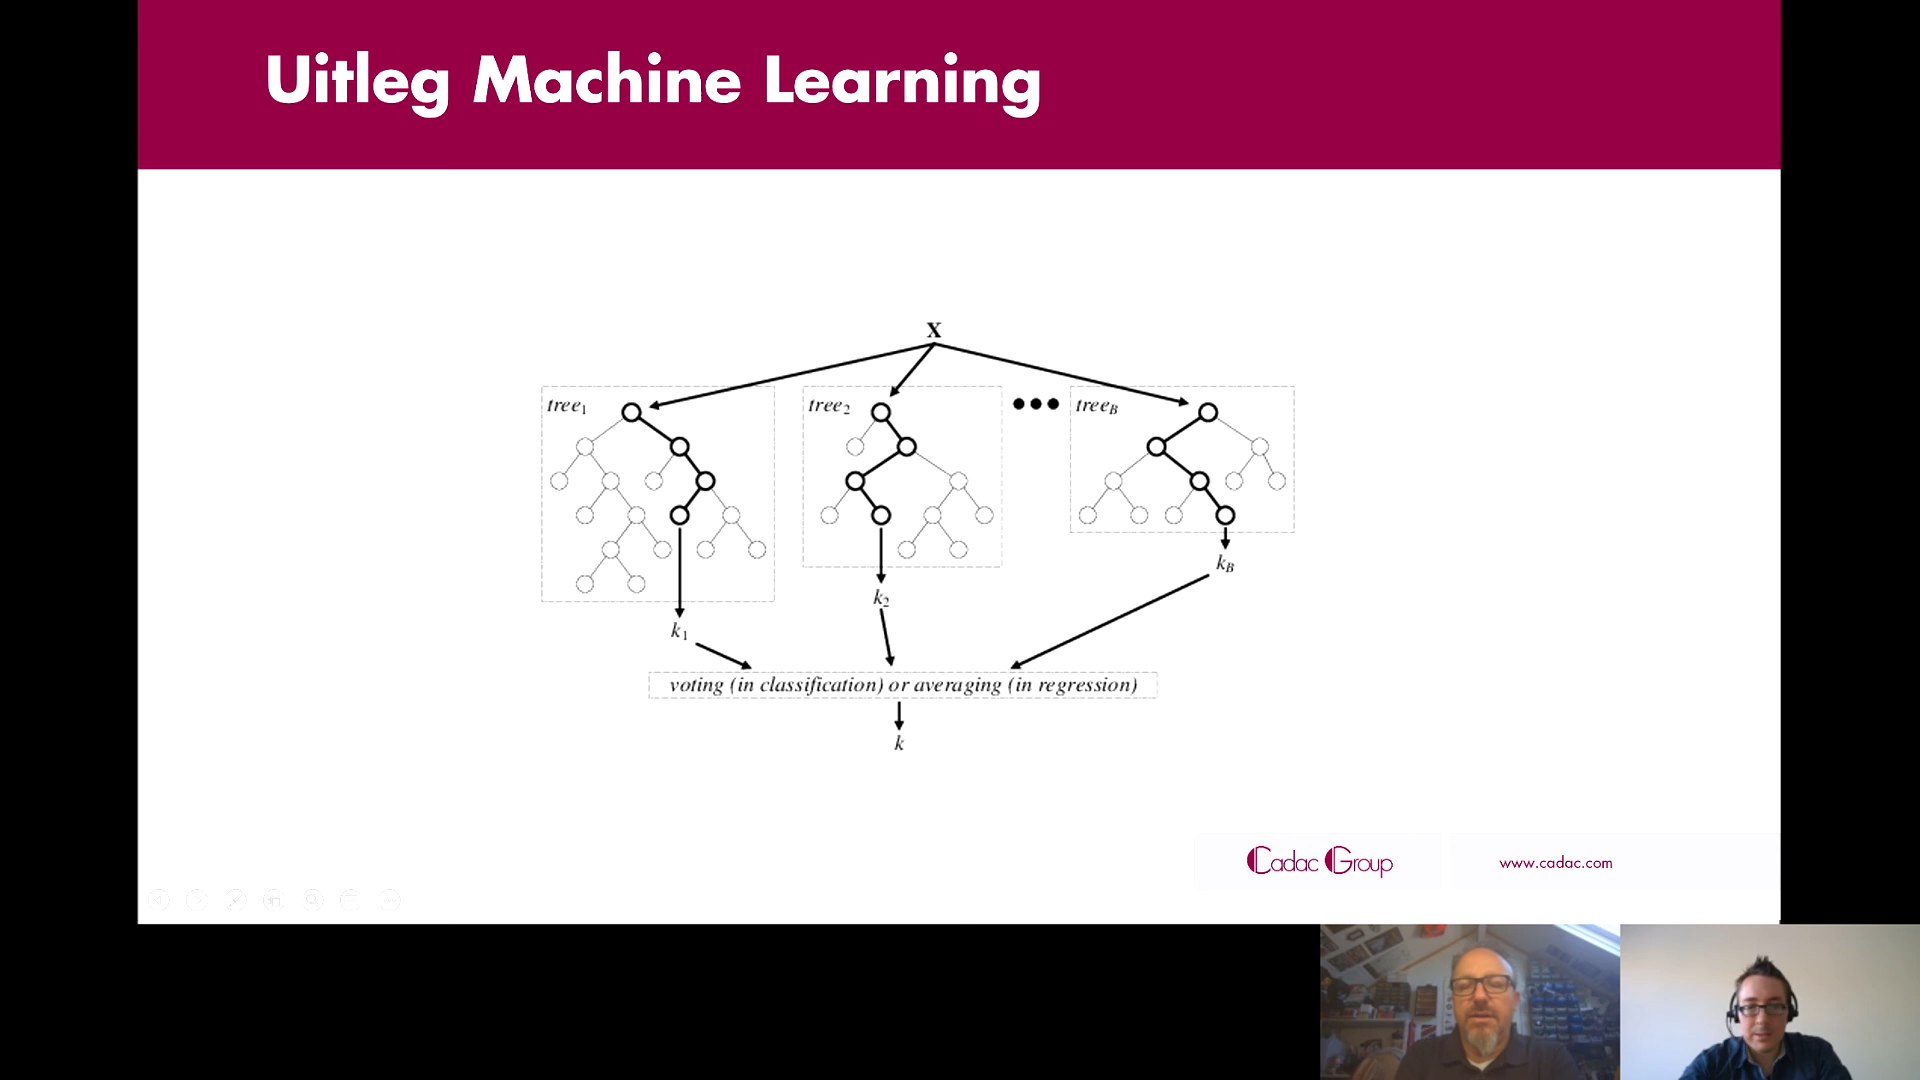 Uitleg Machine Learning
X
tree1
tree2
treeB
kB
k2
k1
voting (in classification) or averaging (in regression)
k
Cadac Group
www.cadac.com